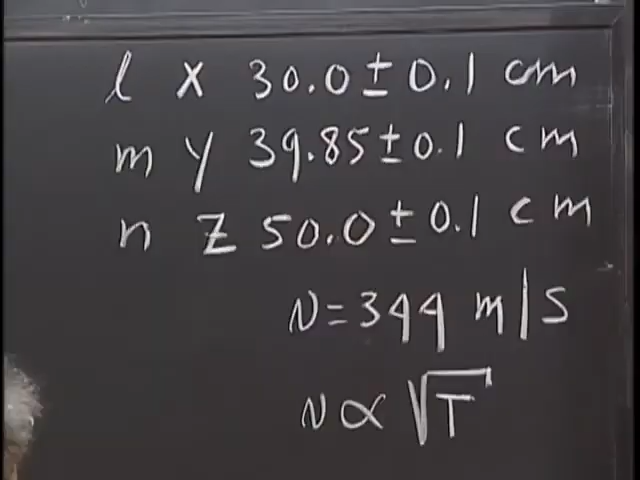 l x 30.0 ± 0.1 cm
m y 39.85 ± 0.1 cm
n z 50.0 ± 0.1 cm
v = 344 m/s
v ∝ √T